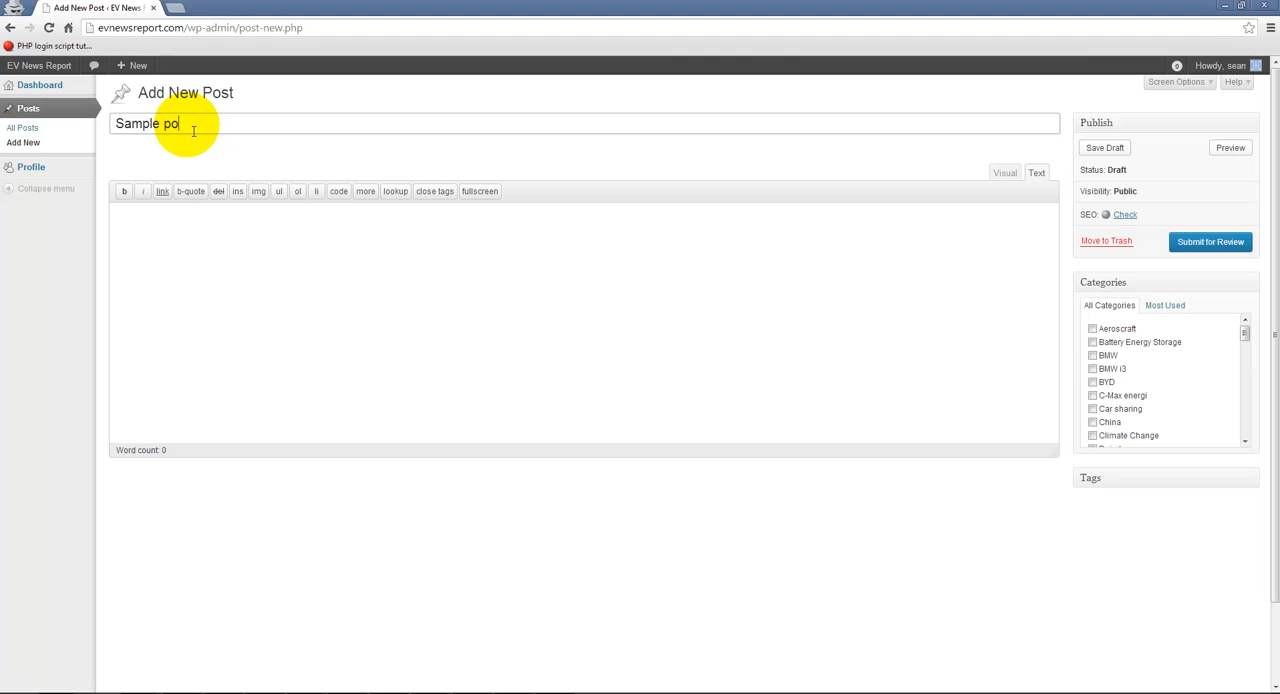 Add New Post ‹ EV News F
evnewsreport.com/wp-admin/post-new.php
PHP login script tut...
EV News Report
+ New
0
Howdy, sean
Dashboard
Posts
All Posts
Add New
Profile
Collapse menu
Screen Options
Help
Add New Post
Sample po
Visual
Text
b i link b-quote del ins img ul ol li code more lookup close tags fullscreen
Word count: 0
Publish
Save Draft
Preview
Status: Draft
Visibility: Public
SEO: Check
Move to Trash
Submit for Review
Categories
All Categories
Most Used
Aeroscraft
Battery Energy Storage
BMW
BMW i3
BYD
C-Max energi
Car sharing
China
Climate Change
Tags